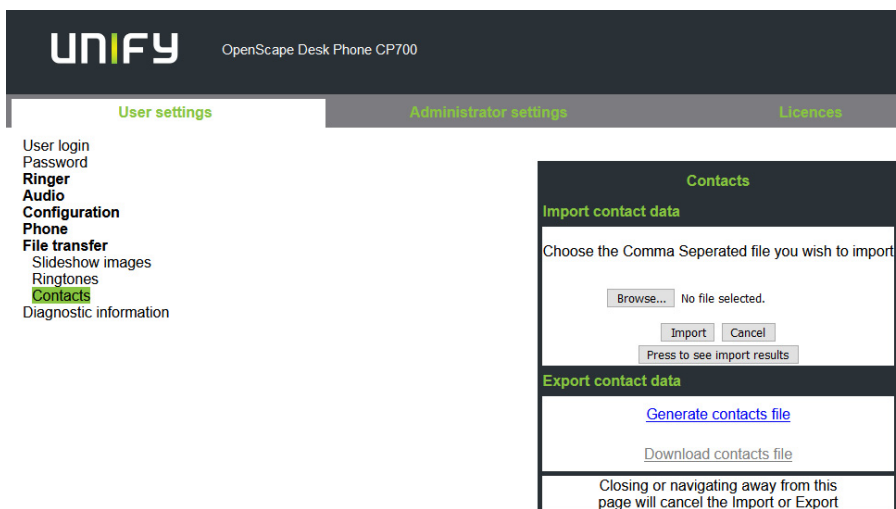 UNIFY OpenScape Desk Phone CP700
User settings Administrator settings Licences
User login
Password
Ringer
Audio
Configuration
Phone
File transfer
Slideshow images
Ringtones
Contacts
Diagnostic information
Contacts
Import contact data
Choose the Comma Seperated file you wish to import
Browse... No file selected.
Import Cancel
Press to see import results
Export contact data
Generate contacts file
Download contacts file
Closing or navigating away from this
page will cancel the Import or Export